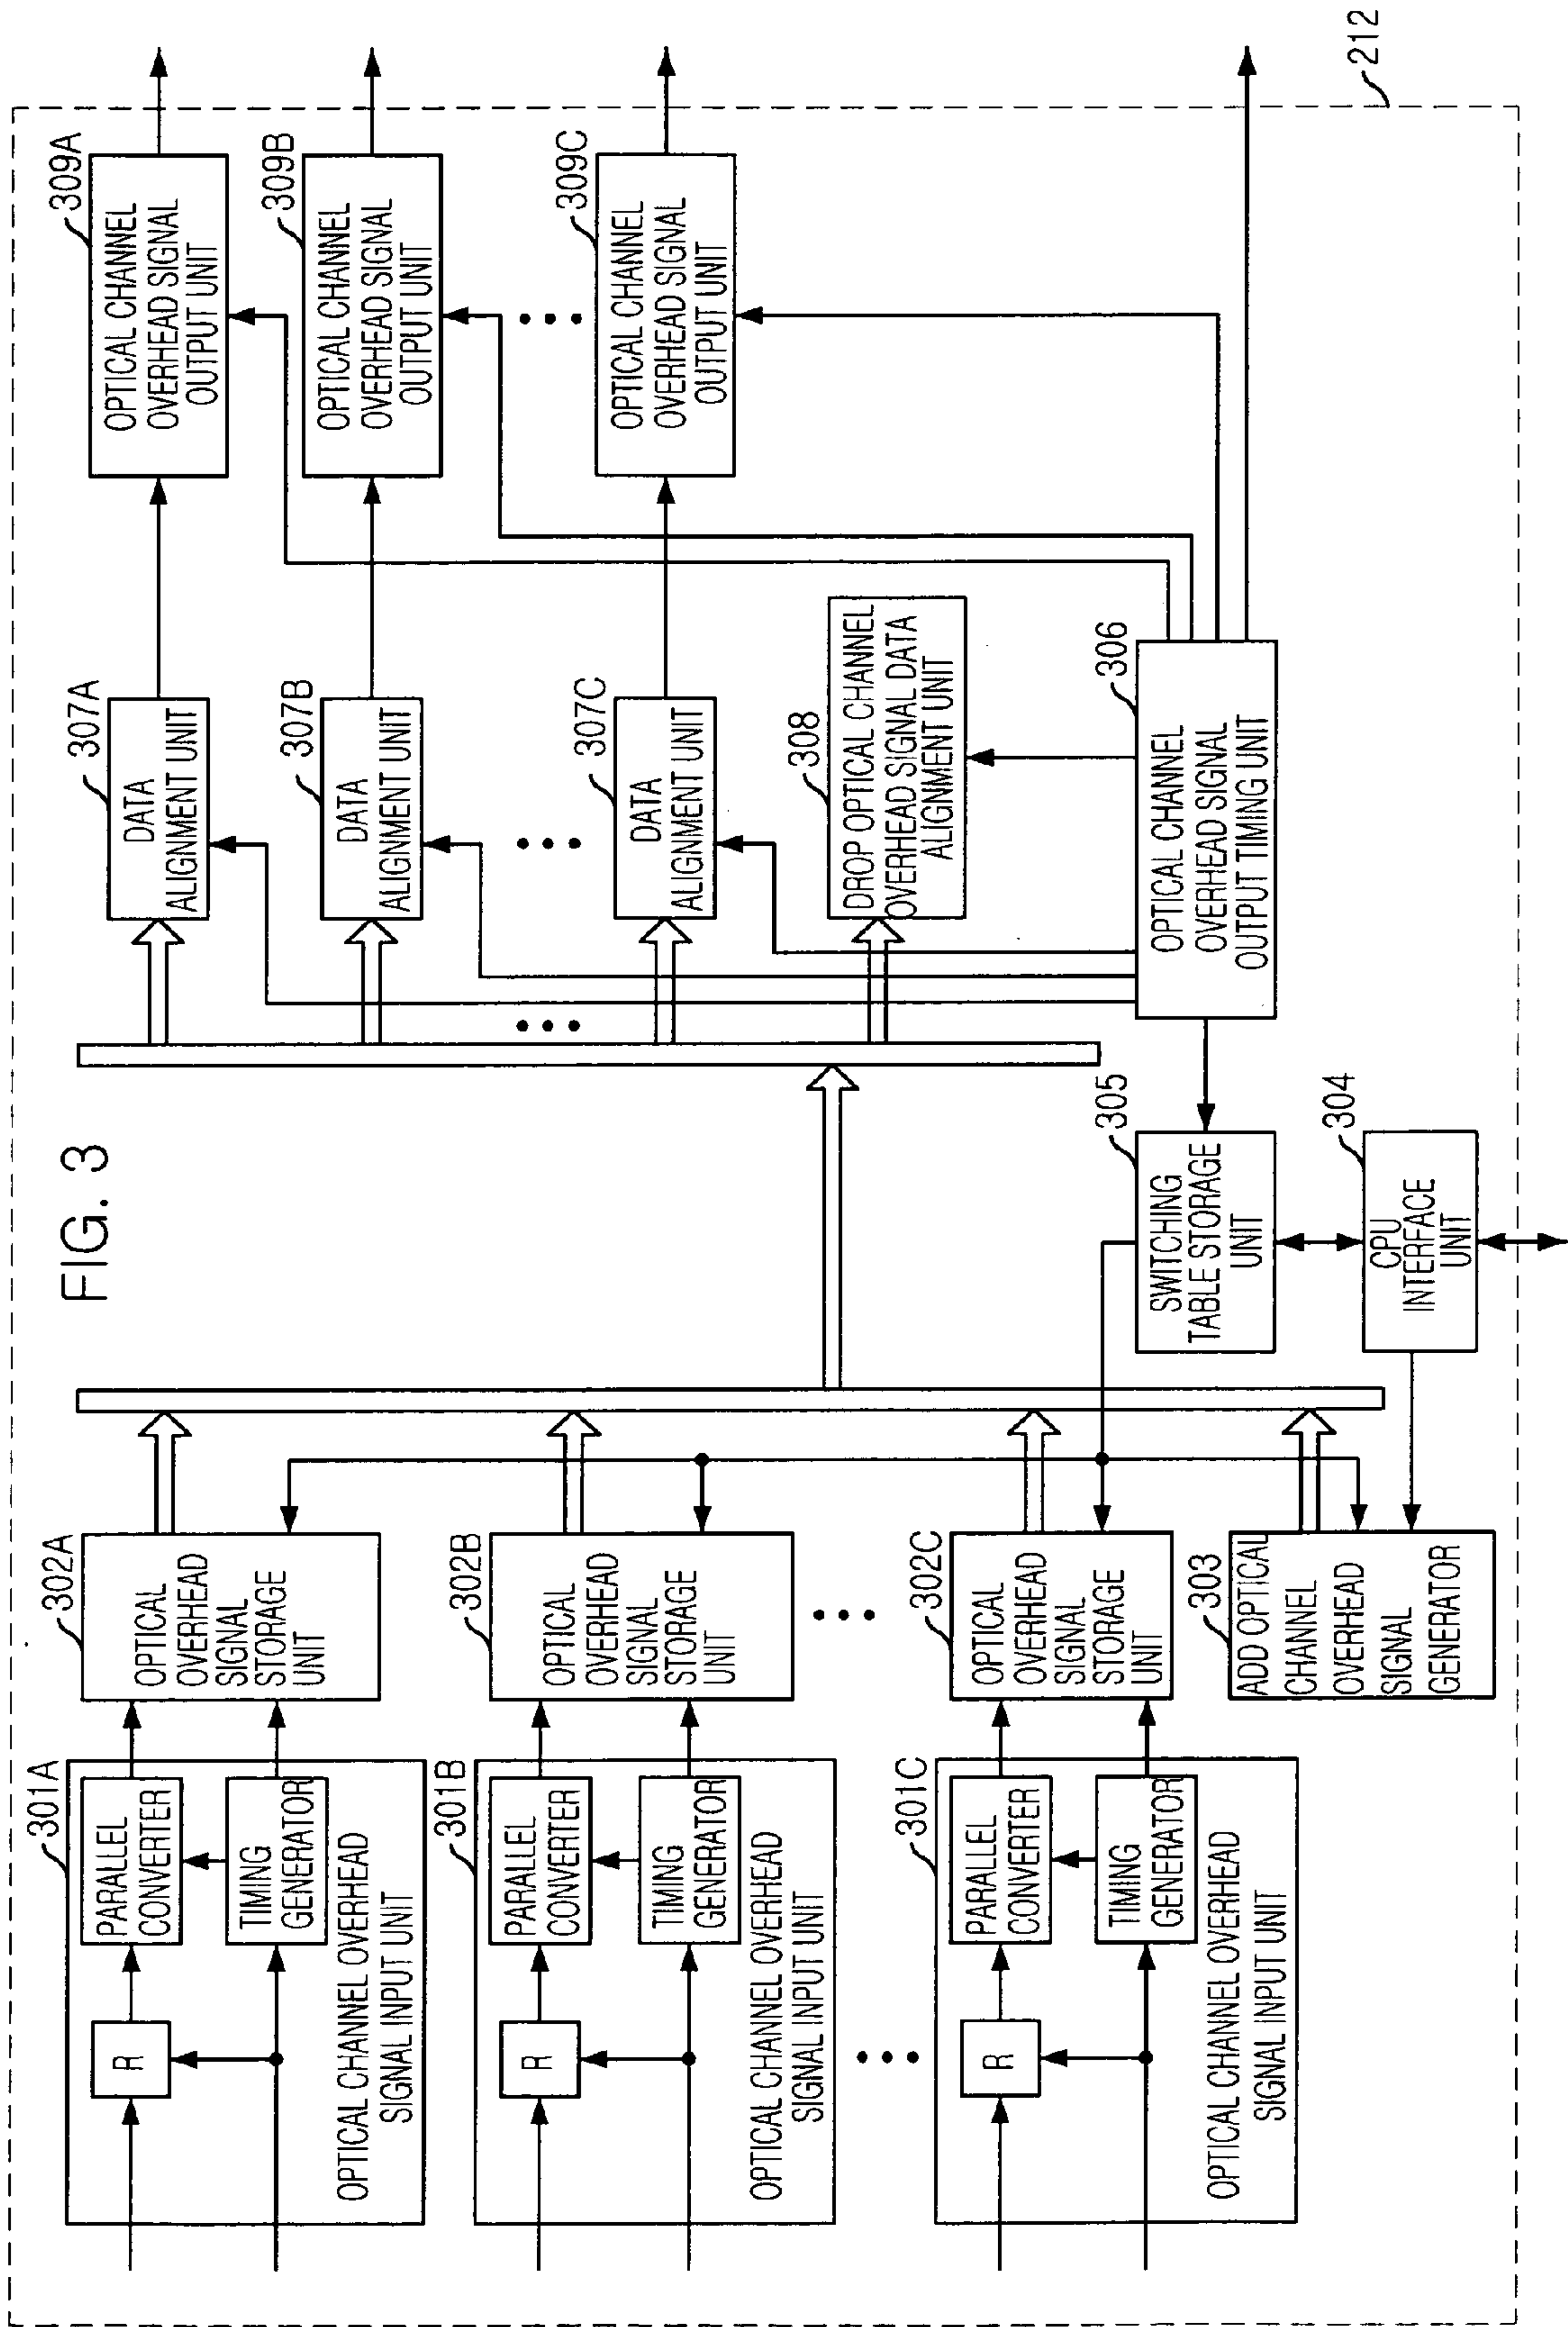 FIG. 3
212
301A
PARALLEL
CONVERTER
R
TIMING
GENERATOR
OPTICAL CHANNEL OVERHEAD
SIGNAL INPUT UNIT
302A
OPTICAL
OVERHEAD
SIGNAL
STORAGE
UNIT
301B
PARALLEL
CONVERTER
R
TIMING
GENERATOR
OPTICAL CHANNEL OVERHEAD
SIGNAL INPUT UNIT
302B
OPTICAL
OVERHEAD
SIGNAL
STORAGE
UNIT
301C
PARALLEL
CONVERTER
R
TIMING
GENERATOR
OPTICAL CHANNEL OVERHEAD
SIGNAL INPUT UNIT
302C
OPTICAL
OVERHEAD
SIGNAL
STORAGE
UNIT
303
ADD OPTICAL
CHANNEL
OVERHEAD
SIGNAL
GENERATOR
305
SWITCHING
TABLE STORAGE
UNIT
304
CPU
INTERFACE
UNIT
307A
DATA
ALIGNMENT UNIT
307B
DATA
ALIGNMENT UNIT
307C
DATA
ALIGNMENT UNIT
308
DROP OPTICAL CHANNEL
OVERHEAD SIGNAL DATA
ALIGNMENT UNIT
306
OPTICAL CHANNEL
OVERHEAD SIGNAL
OUTPUT TIMING UNIT
309A
OPTICAL CHANNEL
OVERHEAD SIGNAL
OUTPUT UNIT
309B
OPTICAL CHANNEL
OVERHEAD SIGNAL
OUTPUT UNIT
309C
OPTICAL CHANNEL
OVERHEAD SIGNAL
OUTPUT UNIT